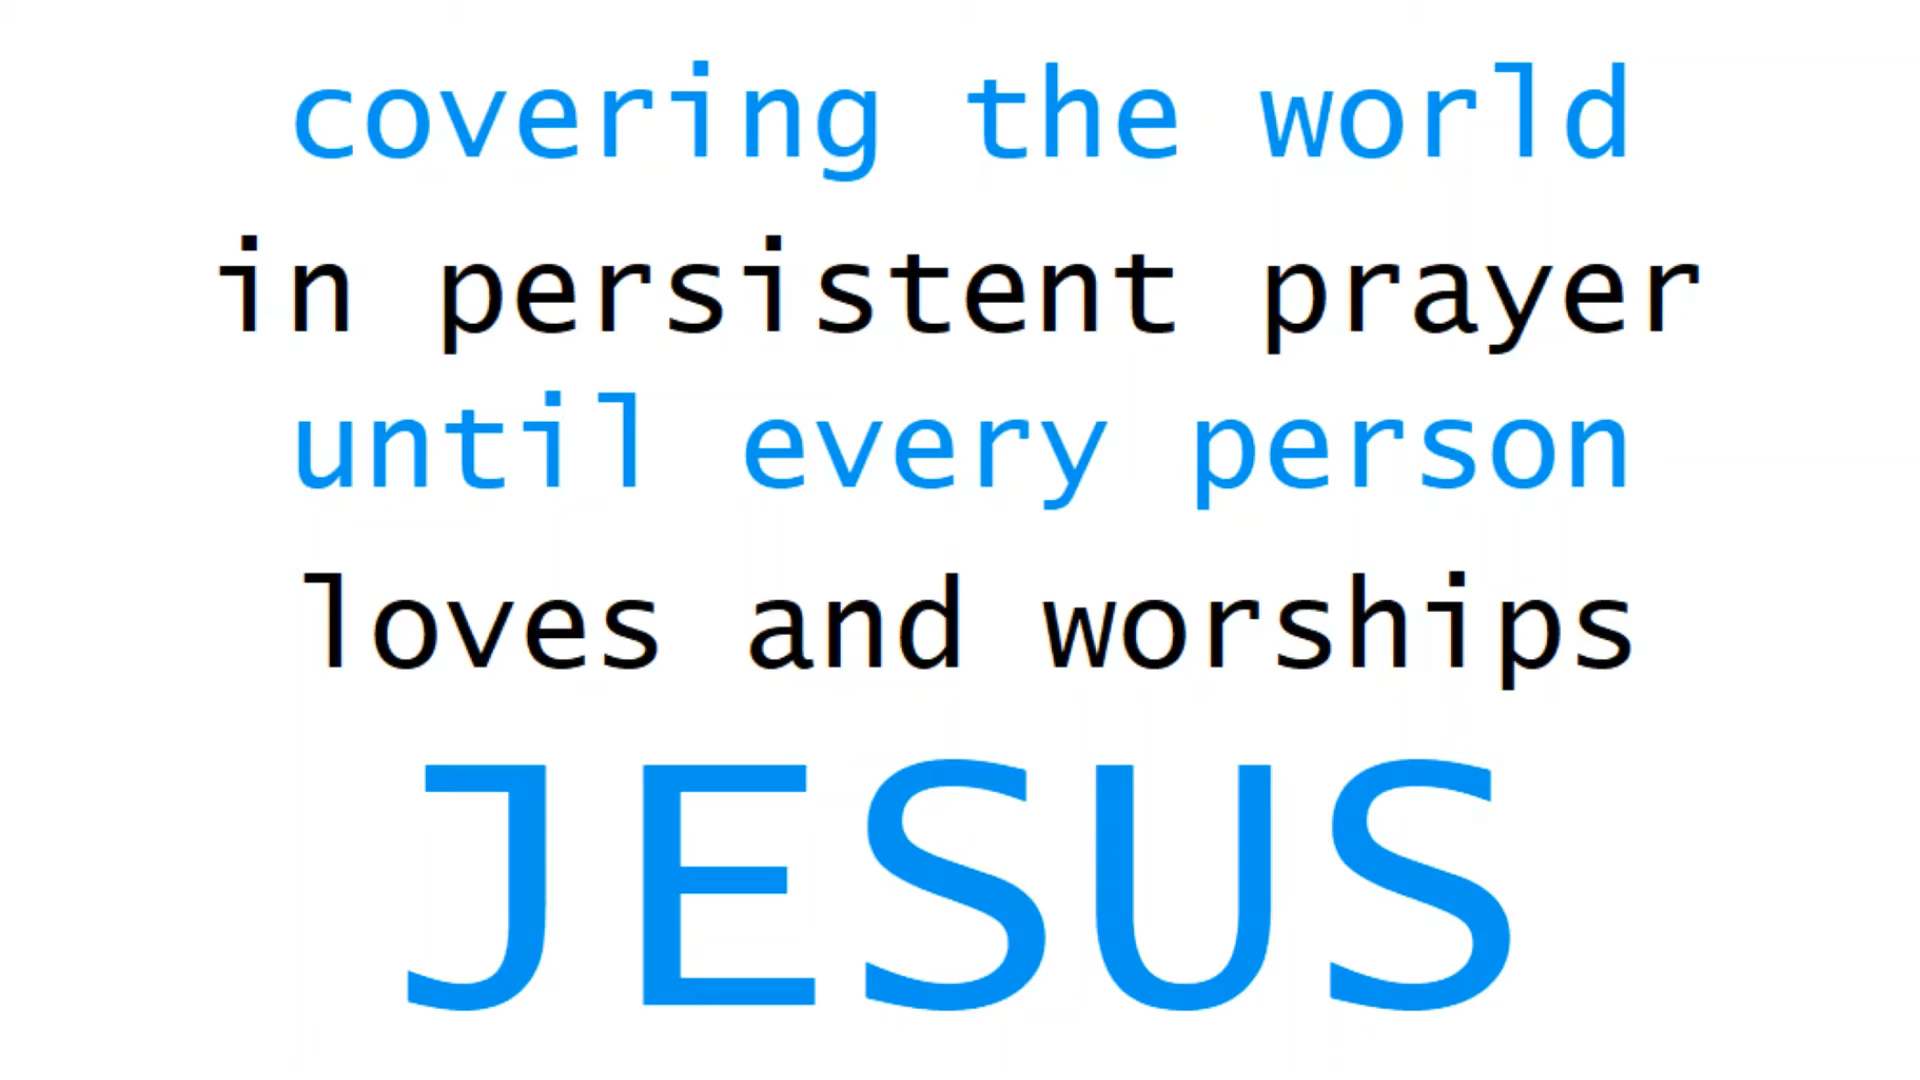 covering the world
in persistent prayer
until every person
loves and worships
JESUS